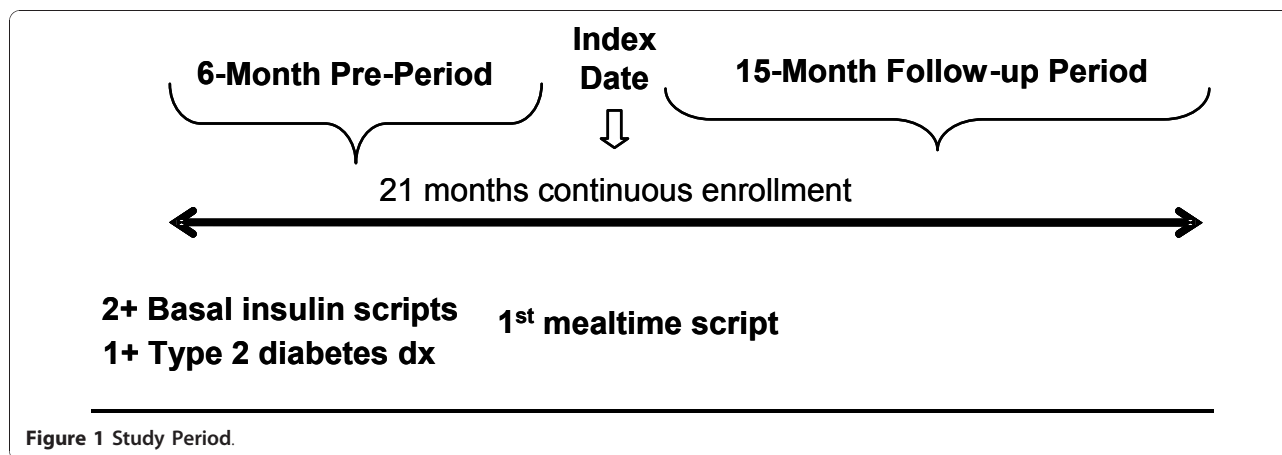 6-Month Pre-Period
Index
Date
15-Month Follow-up Period
21 months continuous enrollment
2+ Basal insulin scripts
1+ Type 2 diabetes dx
1st mealtime script
Figure 1 Study Period.